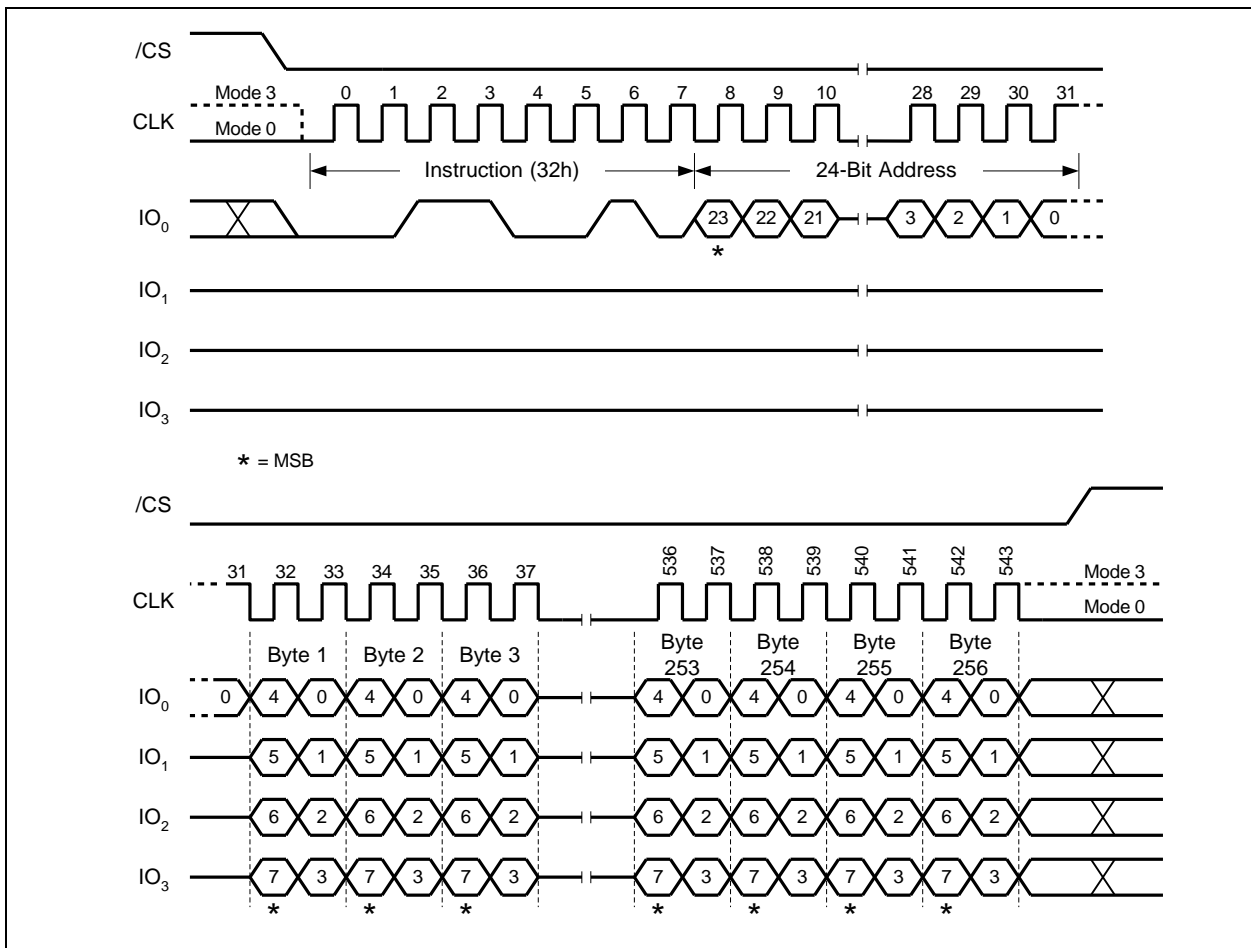 /CS
Mode 3 0 1 2 3 4 5 6 7 8 9 10 28 29 30 31
CLK
Mode 0
Instruction (32h) 24-Bit Address
IO0 23 22 21 3 2 1 0
*
IO1
IO2
IO3
* = MSB
/CS
31 32 33 34 35 36 37 536 537 538 539 540 541 542 543 Mode 3
CLK
Mode 0
Byte 1 Byte 2 Byte 3 Byte 253 Byte 254 Byte 255 Byte 256
IO0 0 4 0 4 0 4 0 4 0 4 0 4 0 4 0
IO1 5 1 5 1 5 1 5 1 5 1 5 1 5 1
IO2 6 2 6 2 6 2 6 2 6 2 6 2 6 2
IO3 7 3 7 3 7 3 7 3 7 3 7 3 7 3
* * * * * * *